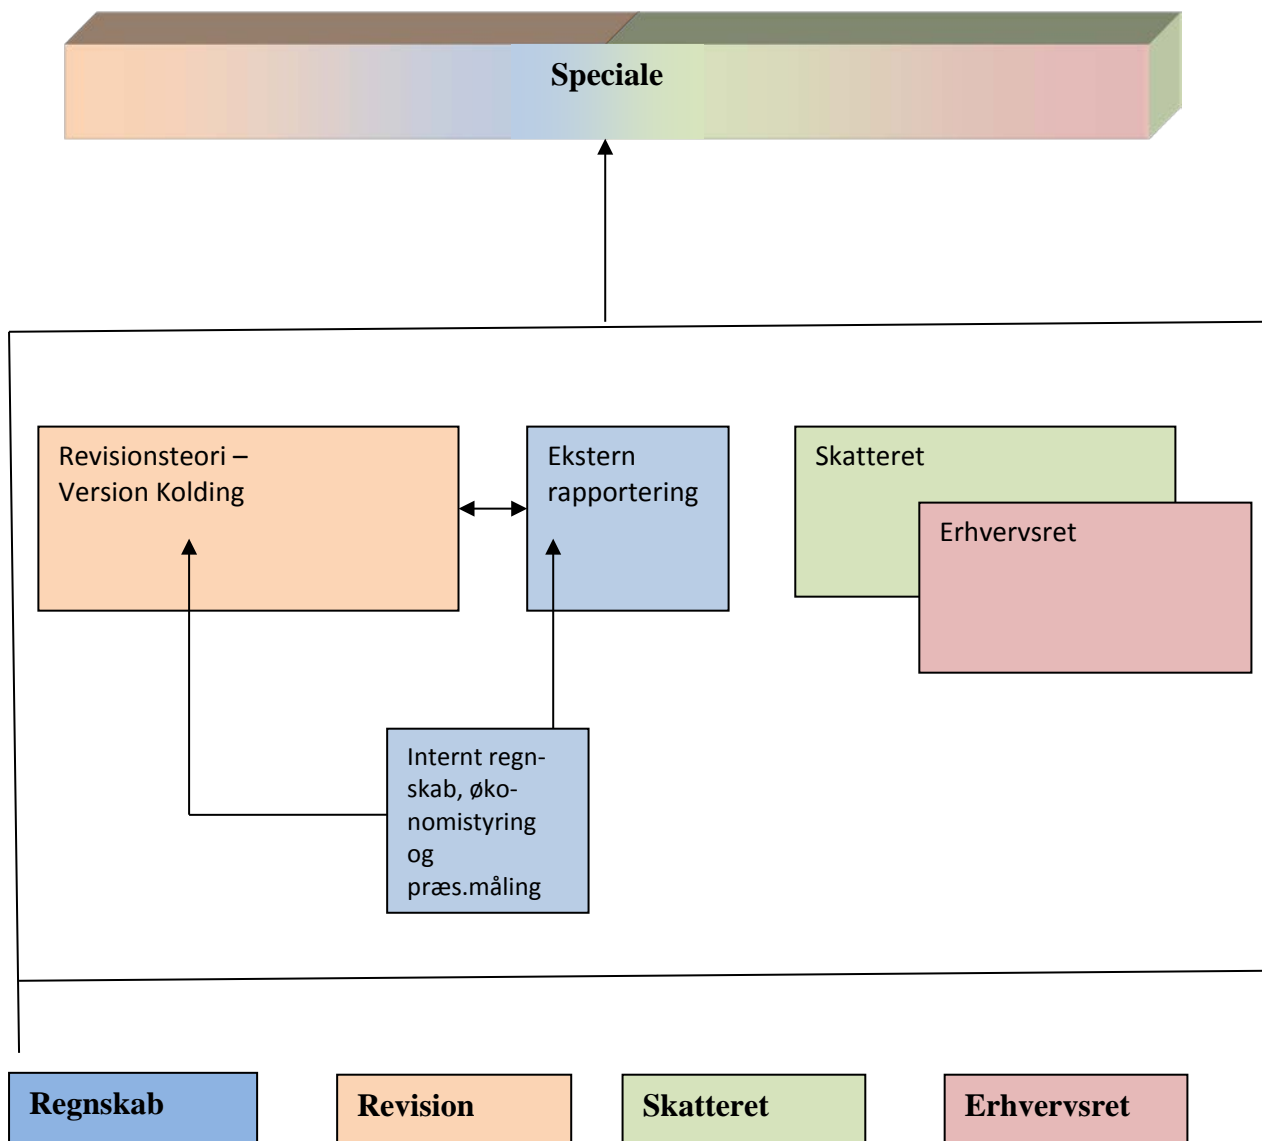 Speciale
Revisionsteori –
Version Kolding
Ekstern
rapportering
Skatteret
Erhvervsret
Internt regn-
skab, øko-
nomistyring
og
præs.måling
Regnskab
Revision
Skatteret
Erhvervsret